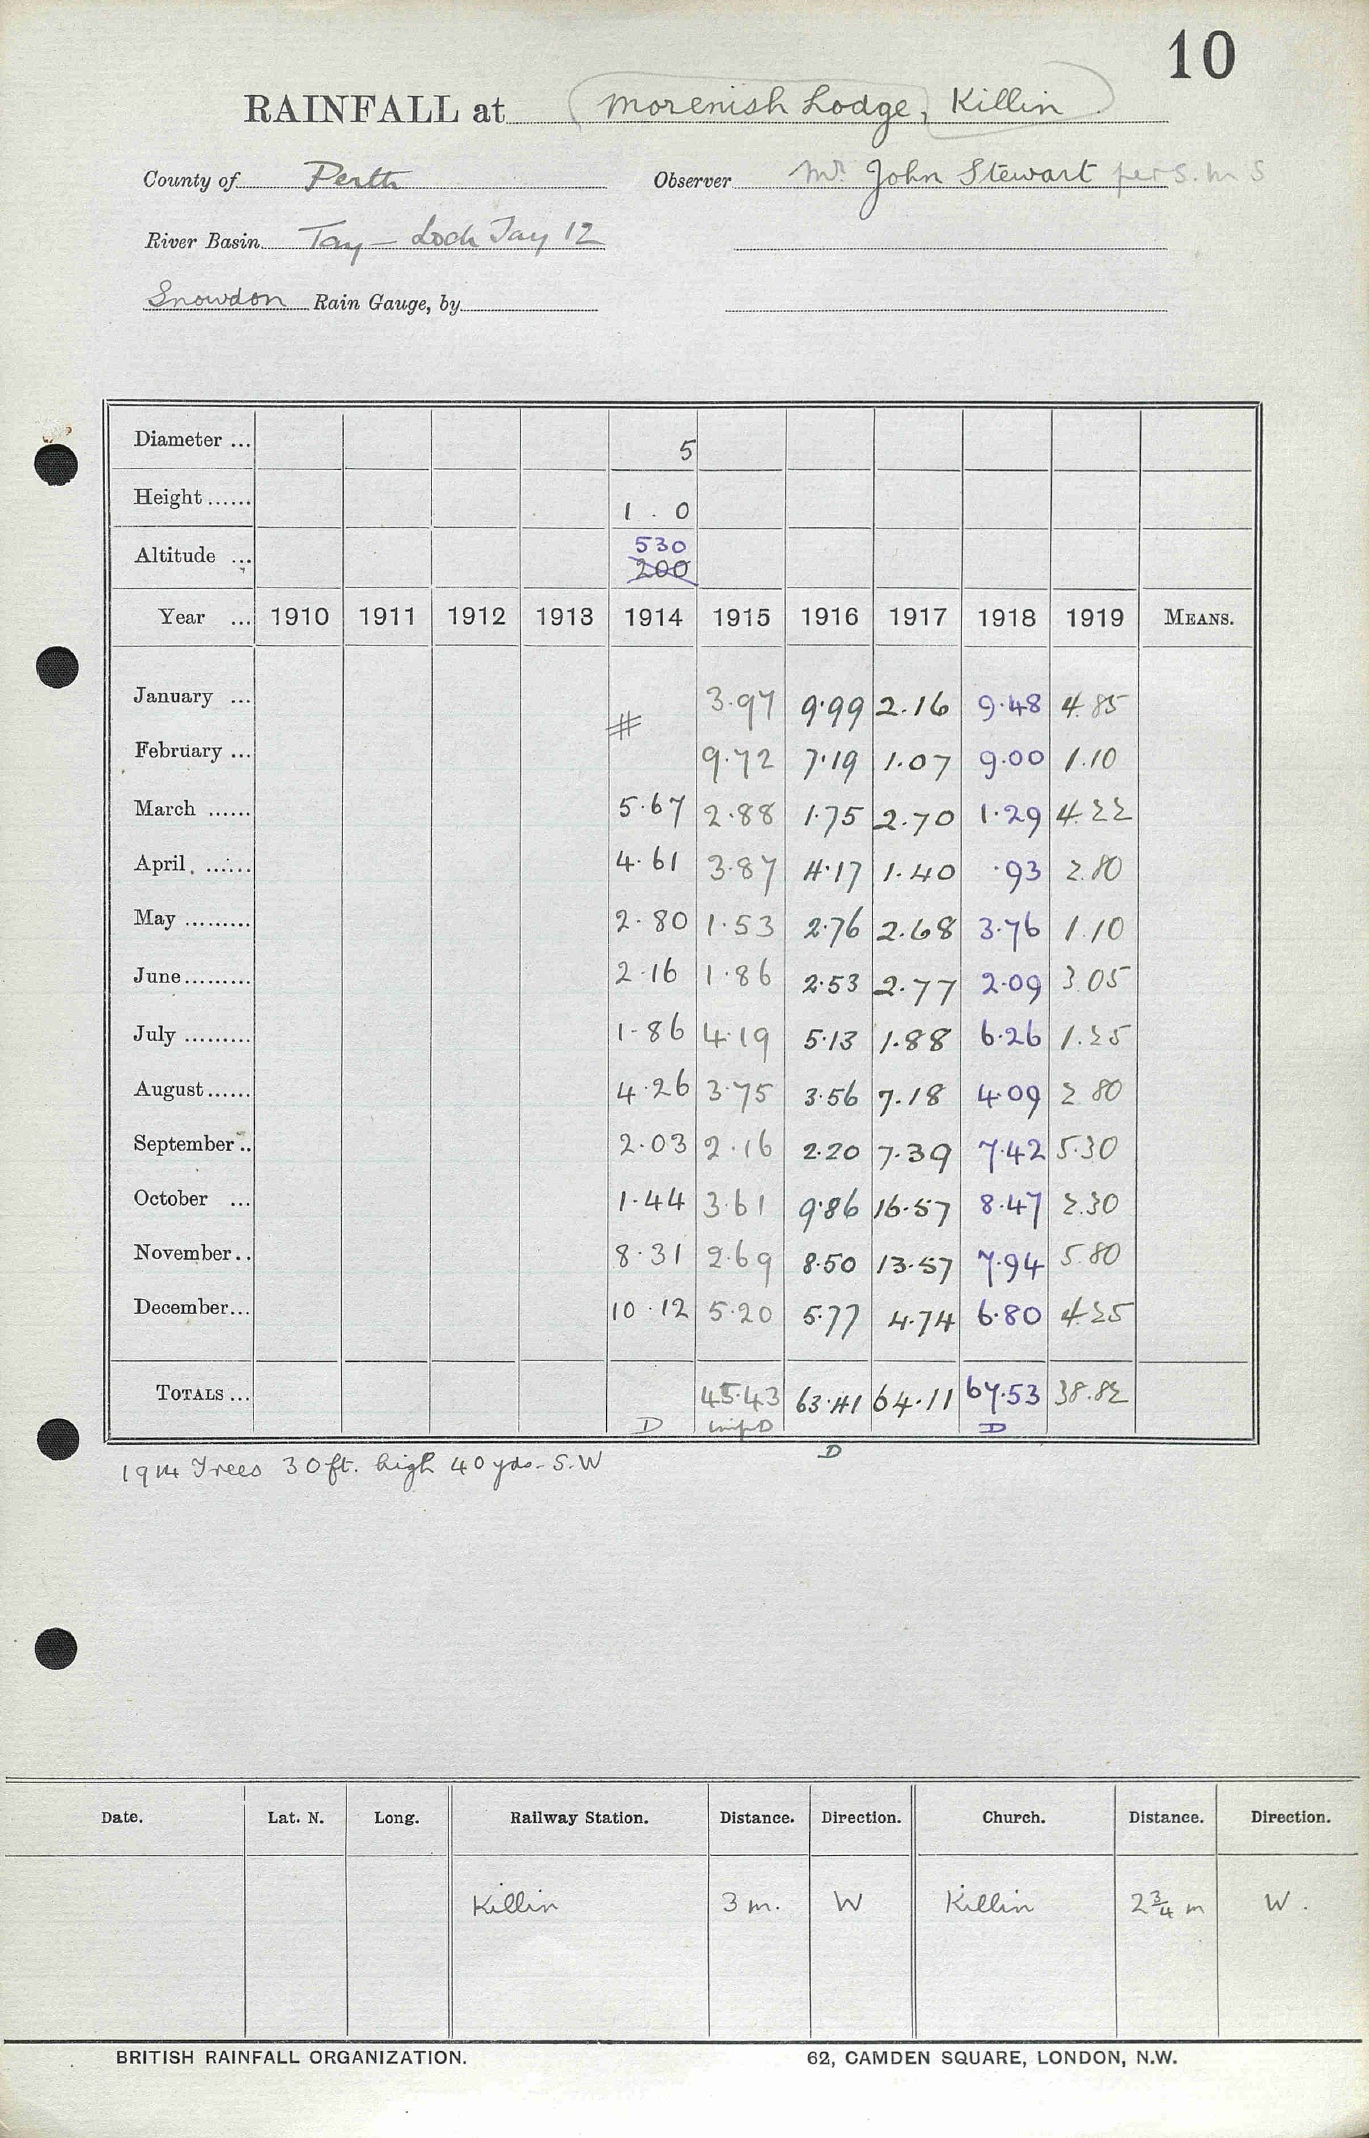 10
RAINFALL at Morenish Lodge, Killin.
County of Perth Observer Mr. John Stewart per S. M S
River Basin Tay - Loch Tay 12
Snowdon Rain Gauge, by
Diameter ... 5
Height ...... 1 . 0
Altitude ... 530
200
Year ... 1910 1911 1912 1913 1914 1915 1916 1917 1918 1919 MEANS.
January ... 3.97 9.99 2.16 9.48 4.85
#
February ... 9.72 7.19 1.07 9.00 1.10
March ...... 5.67 2.88 1.75 2.70 1.29 4.22
April ...... 4.61 3.87 4.17 1.40 .93 2.80
May ......... 2.80 1.53 2.76 2.68 3.76 1.10
June ......... 2.16 1.86 2.53 2.77 2.09 3.05
July ......... 1.86 4.19 5.13 1.88 6.26 1.25
August ...... 4.26 3.75 3.56 7.18 4.09 2.80
September .. 2.03 2.16 2.20 7.39 7.42 5.30
October ... 1.44 3.61 9.86 16.57 8.47 2.30
November .. 8.31 2.69 8.50 13.57 7.94 5.80
December ... 10.12 5.20 5.77 4.74 6.80 4.25
TOTALS ... 45.43 63.41 64.11 67.53 38.82
D D D
D
1914 Trees 30 ft. high 40 yds. S.W
Date. Lat. N. Long. Railway Station. Distance. Direction. Church. Distance. Direction.
Killin 3 m. W Killin 2 3/4 m W.
BRITISH RAINFALL ORGANIZATION. 62, CAMDEN SQUARE, LONDON, N.W.